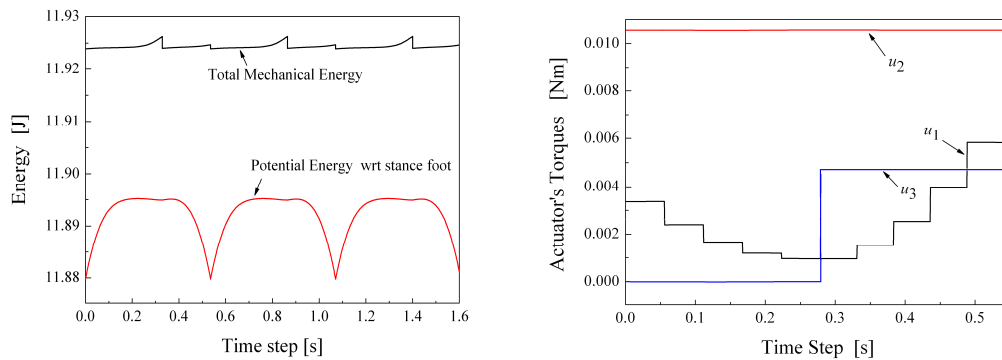 11.93
11.92
11.91
11.90
11.89
11.88
Energy [J]
Total Mechanical Energy
Potential Energy wrt stance foot
0.0 0.2 0.4 0.6 0.8 1.0 1.2 1.4 1.6
Time step [s]
0.010
0.008
0.006
0.004
0.002
0.000
Actuator's Torques [Nm]
u2
u1
u3
0.0 0.1 0.2 0.3 0.4 0.5
Time Step [s]